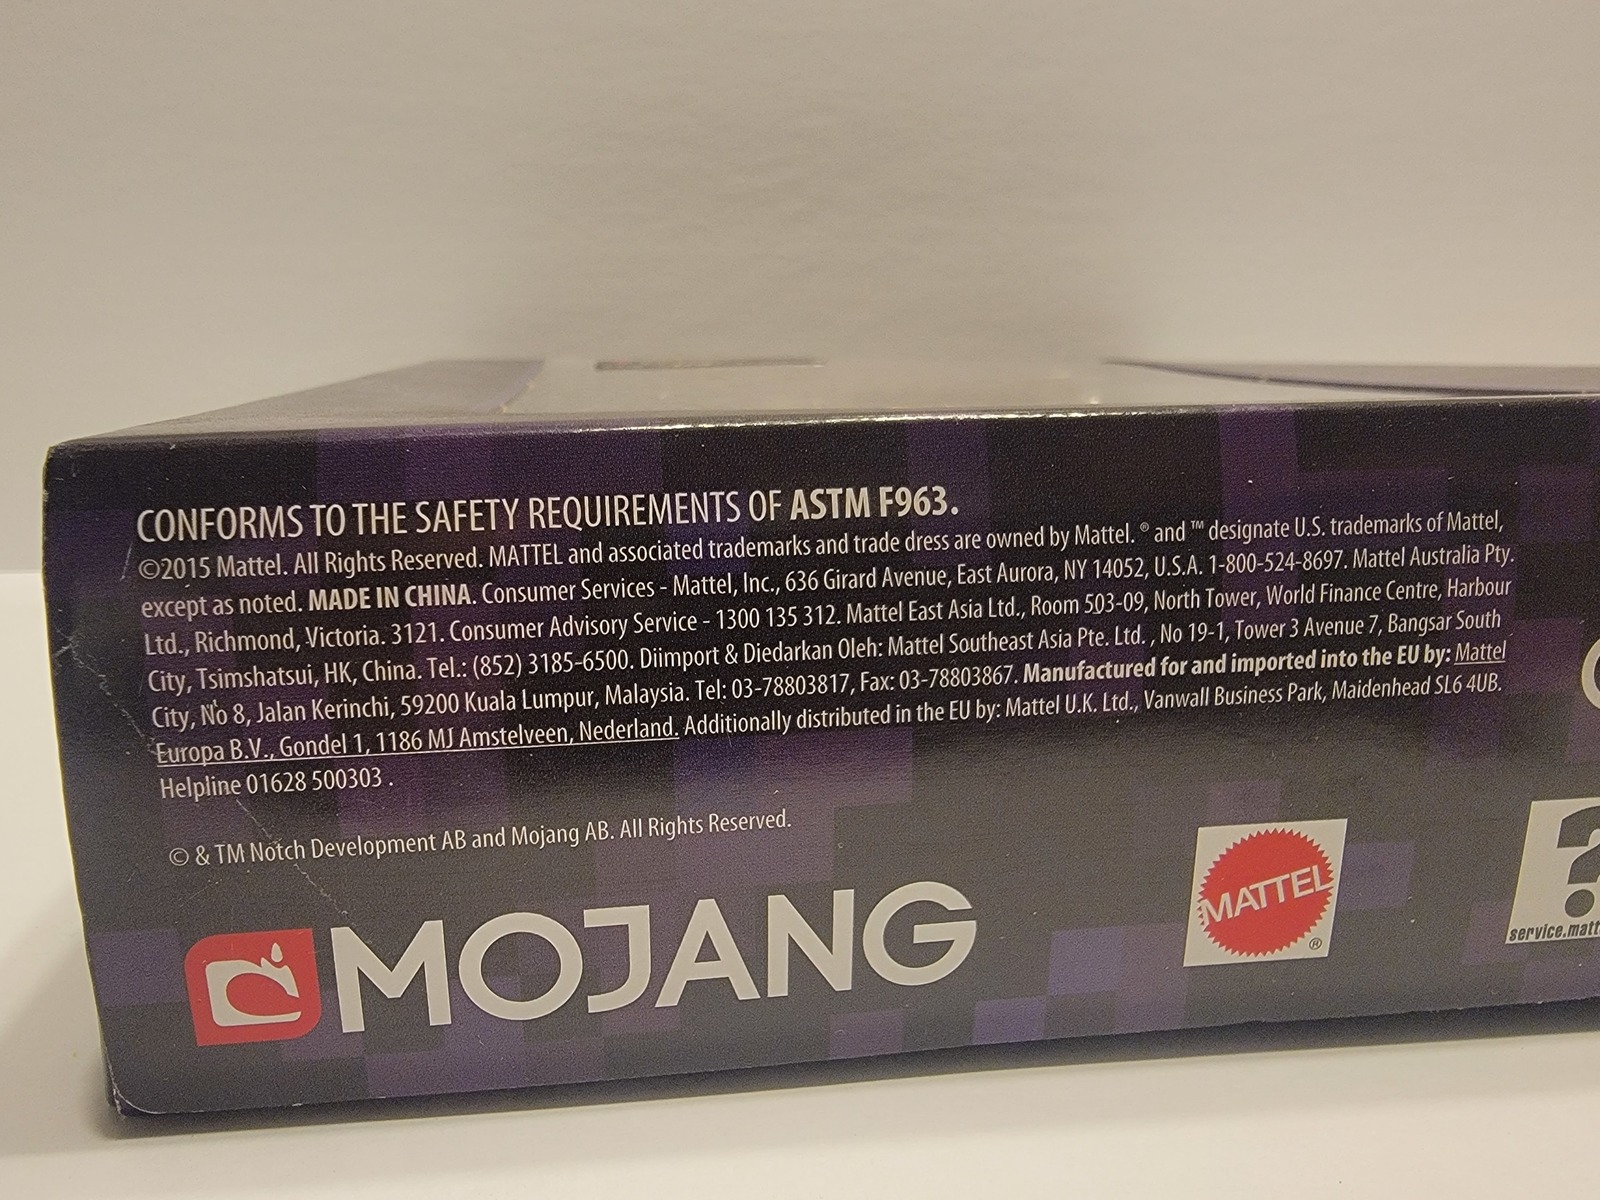 CONFORMS TO THE SAFETY REQUIREMENTS OF ASTM F963.
©2015 Mattel. All Rights Reserved. MATTEL and associated trademarks and trade dress are owned by Mattel. ® and ™ designate U.S. trademarks of Mattel,
except as noted. MADE IN CHINA. Consumer Services - Mattel, Inc., 636 Girard Avenue, East Aurora, NY 14052, U.S.A. 1-800-524-8697. Mattel Australia Pty.
Ltd., Richmond, Victoria. 3121. Consumer Advisory Service - 1300 135 312. Mattel East Asia Ltd., Room 503-09, North Tower, World Finance Centre, Harbour
City, Tsimshatsui, HK, China. Tel.: (852) 3185-6500. Diimport & Diedarkan Oleh: Mattel Southeast Asia Pte. Ltd. , No 19-1, Tower 3 Avenue 7, Bangsar South
City, No 8, Jalan Kerinchi, 59200 Kuala Lumpur, Malaysia. Tel: 03-78803817, Fax: 03-78803867. Manufactured for and imported into the EU by: Mattel
Europa B.V., Gondel 1, 1186 MJ Amstelveen, Nederland. Additionally distributed in the EU by: Mattel U.K. Ltd., Vanwall Business Park, Maidenhead SL6 4UB.
Helpline 01628 500303 .
© & TM Notch Development AB and Mojang AB. All Rights Reserved.
MOJANG
MATTEL ®
?
service.matt